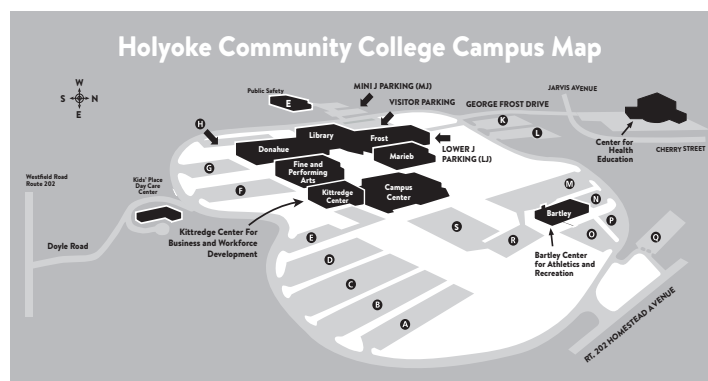 Holyoke Community College Campus Map
W
S
N
E
Public Safety
E
MINI J PARKING (MJ)
VISITOR PARKING
GEORGE FROST DRIVE
JARVIS AVENUE
H
K
L
Library
Frost
Donahue
Marieb
LOWER J
PARKING (LJ)
Center for
Health
Education
CHERRY STREET
G
Fine and
Performing
Arts
F
Kittredge
Center
Campus
Center
M
N
Westfield Road
Route 202
Kids' Place
Day Care
Center
Bartley
P
Kittredge Center For
Business and Workforce
Development
S
R
O
Q
E
Doyle Road
D
Bartley Center
for Athletics and
Recreation
C
B
A
RT. 202 HOMESTEAD AVENUE